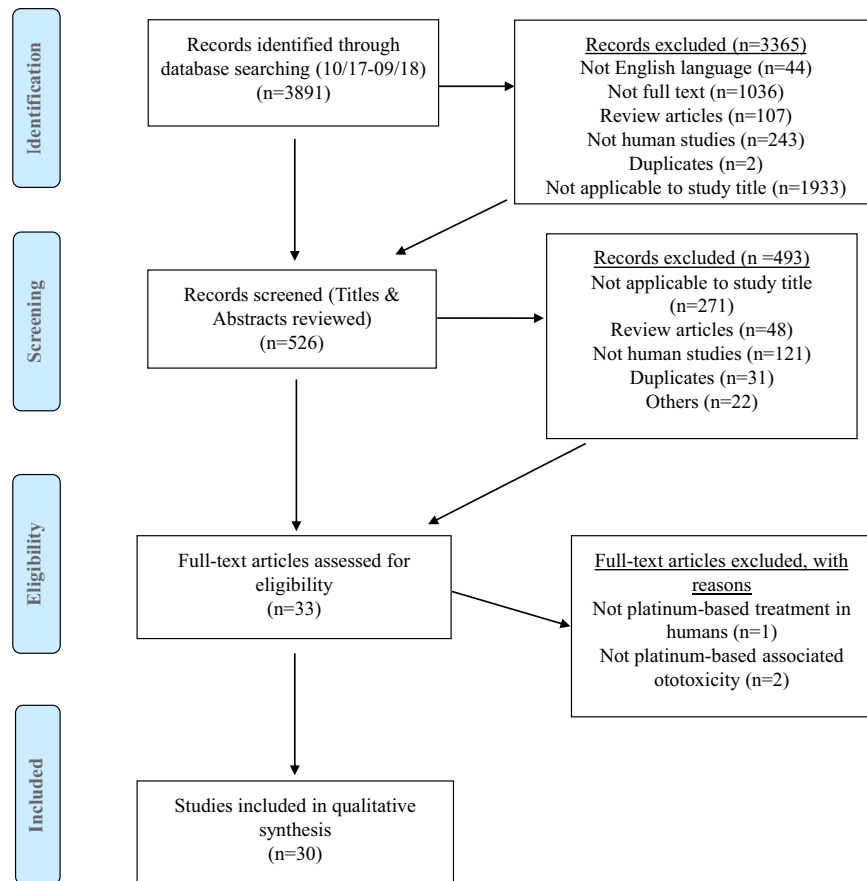 Identification
Records identified through
database searching (10/17-09/18)
(n=3891)
Records excluded (n=3365)
Not English language (n=44)
Not full text (n=1036)
Review articles (n=107)
Not human studies (n=243)
Duplicates (n=2)
Not applicable to study title (n=1933)
Screening
Records screened (Titles &
Abstracts reviewed)
(n=526)
Records excluded (n =493)
Not applicable to study title
(n=271)
Review articles (n=48)
Not human studies (n=121)
Duplicates (n=31)
Others (n=22)
Eligibility
Full-text articles assessed for
eligibility
(n=33)
Full-text articles excluded, with
reasons
Not platinum-based treatment in
humans (n=1)
Not platinum-based associated
ototoxicity (n=2)
Included
Studies included in qualitative
synthesis
(n=30)